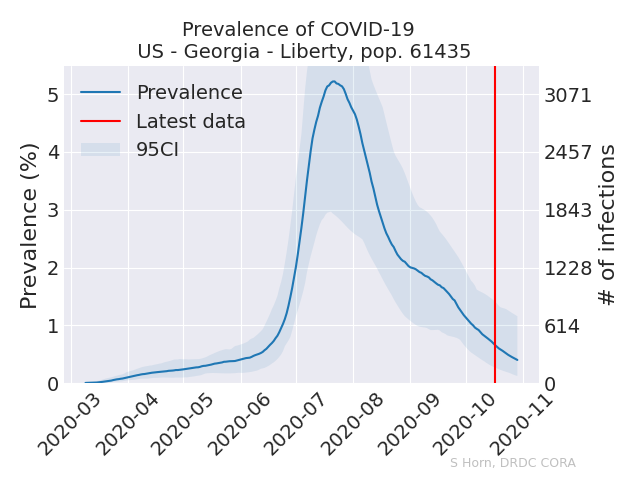 Prevalence of COVID-19
US - Georgia - Liberty, pop. 61435
Prevalence
Latest data
95CI
Prevalence (%)
5
4
3
2
1
0
3071
2457
1843
1228
614
0
# of infections
2020-03
2020-04
2020-05
2020-06
2020-07
2020-08
2020-09
2020-10
2020-11
S Horn, DRDC CORA